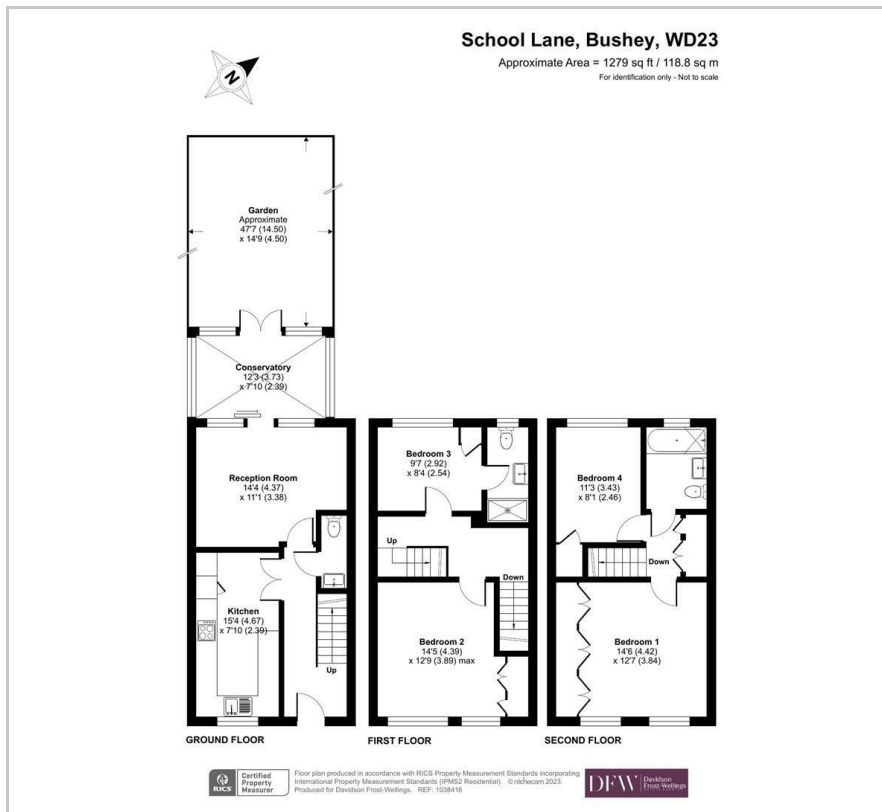 School Lane, Bushey, WD23
Approximate Area = 1279 sq ft / 118.8 sq m
For identification only - Not to scale
N
Garden
Approximate
47'7 (14.50)
x 14'9 (4.50)
Conservatory
12'3 (3.73)
x 7'10 (2.39)
Reception Room
14'4 (4.37)
x 11'1 (3.38)
Kitchen
15'4 (4.67)
x 7'10 (2.39)
Up
GROUND FLOOR
Bedroom 3
9'7 (2.92)
x 8'4 (2.54)
Up
Down
Bedroom 2
14'5 (4.39)
x 12'9 (3.89) max
FIRST FLOOR
Bedroom 4
11'3 (3.43)
x 8'1 (2.46)
Down
Bedroom 1
14'6 (4.42)
x 12'7 (3.84)
SECOND FLOOR
RICS
Certified
Property
Measurer
Floor plan produced in accordance with RICS Property Measurement Standards incorporating
International Property Measurement Standards (IPMS2 Residential). © nichecom 2023.
Produced for Davidson Frost-Wellings. REF: 1038416
DFW
Davidson
Frost-Wellings